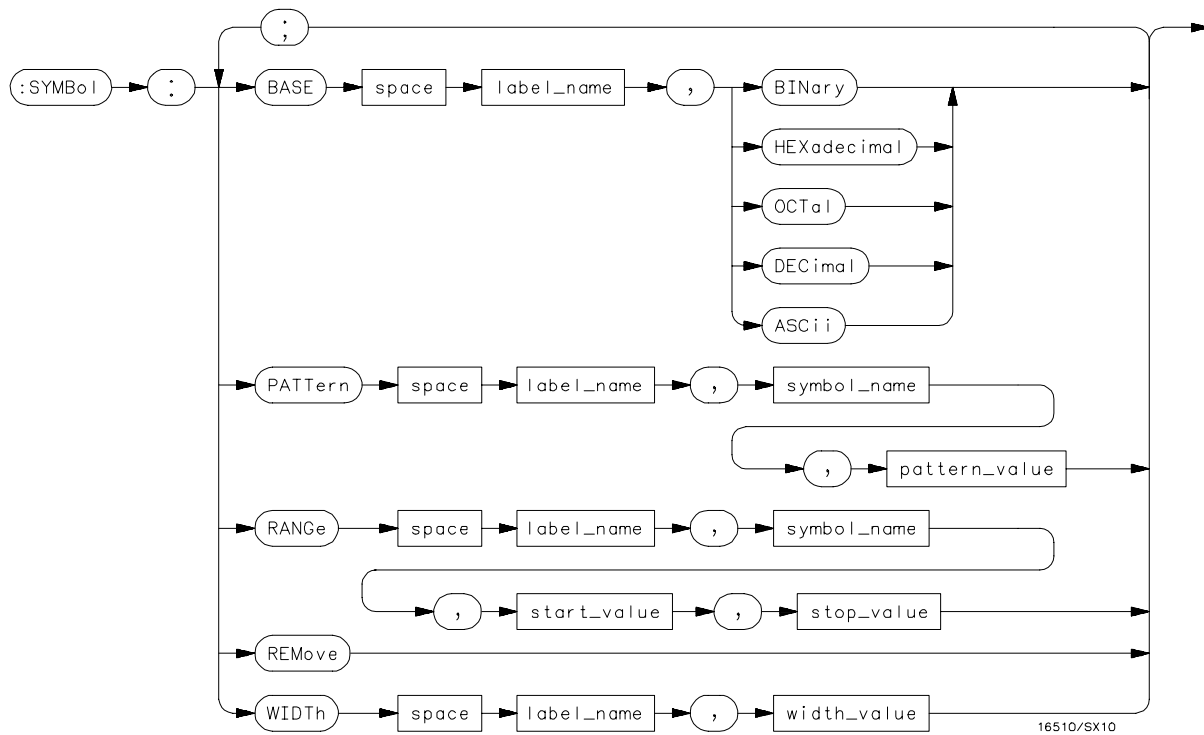 ;
:SYMBol : BASE space label_name , BINary
HEXadecimal
OCTal
DECimal
ASCii
PATTern space label_name , symbol_name
, pattern_value
RANGe space label_name , symbol_name
, start_value , stop_value
REMove
WIDTh space label_name , width_value
16510/SX10